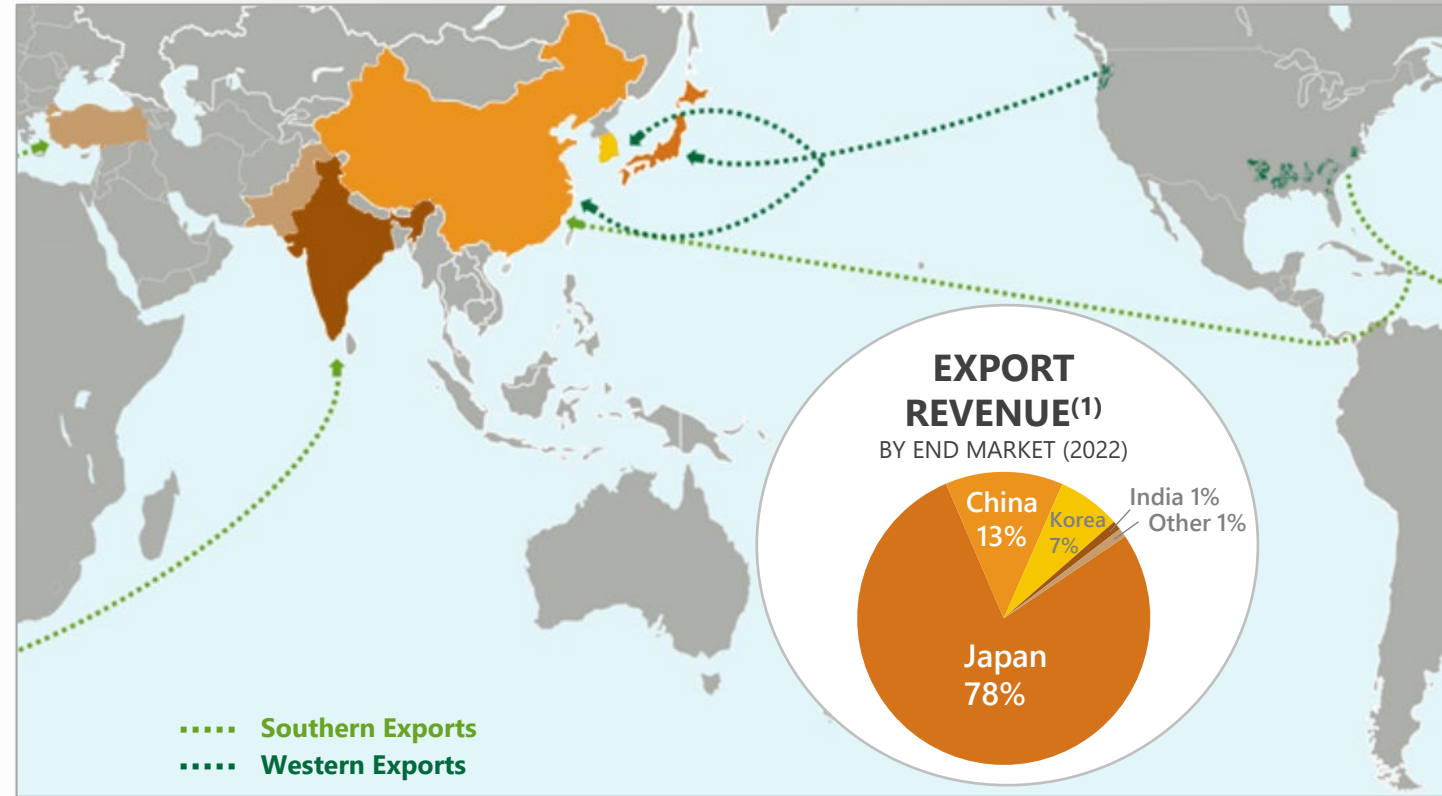 EXPORT
REVENUE(1)
BY END MARKET (2022)
China
13%
Korea
7%
India 1%
Other 1%
Japan
78%
Southern Exports
Western Exports